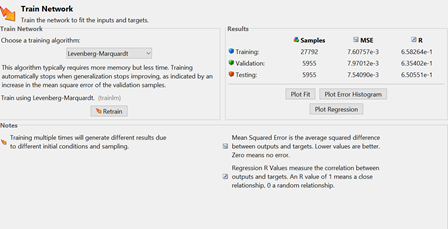 Train Network
Train the network to fit the inputs and targets.
Train Network
Choose a training algorithm:
Levenberg-Marquardt
This algorithm typically requires more memory but less time. Training
automatically stops when generalization stops improving, as indicated by an
increase in the mean square error of the validation samples.
Train using Levenberg-Marquardt. (trainlm)
Retrain
Results
Samples MSE R
Training: 27792 7.60757e-3 6.58264e-1
Validation: 5955 7.97012e-3 6.35402e-1
Testing: 5955 7.54090e-3 6.50551e-1
Plot Fit Plot Error Histogram
Plot Regression
Notes
Training multiple times will generate different results due
to different initial conditions and sampling.
Mean Squared Error is the average squared difference
between outputs and targets. Lower values are better.
Zero means no error.
Regression R Values measure the correlation between
outputs and targets. An R value of 1 means a close
relationship, 0 a random relationship.